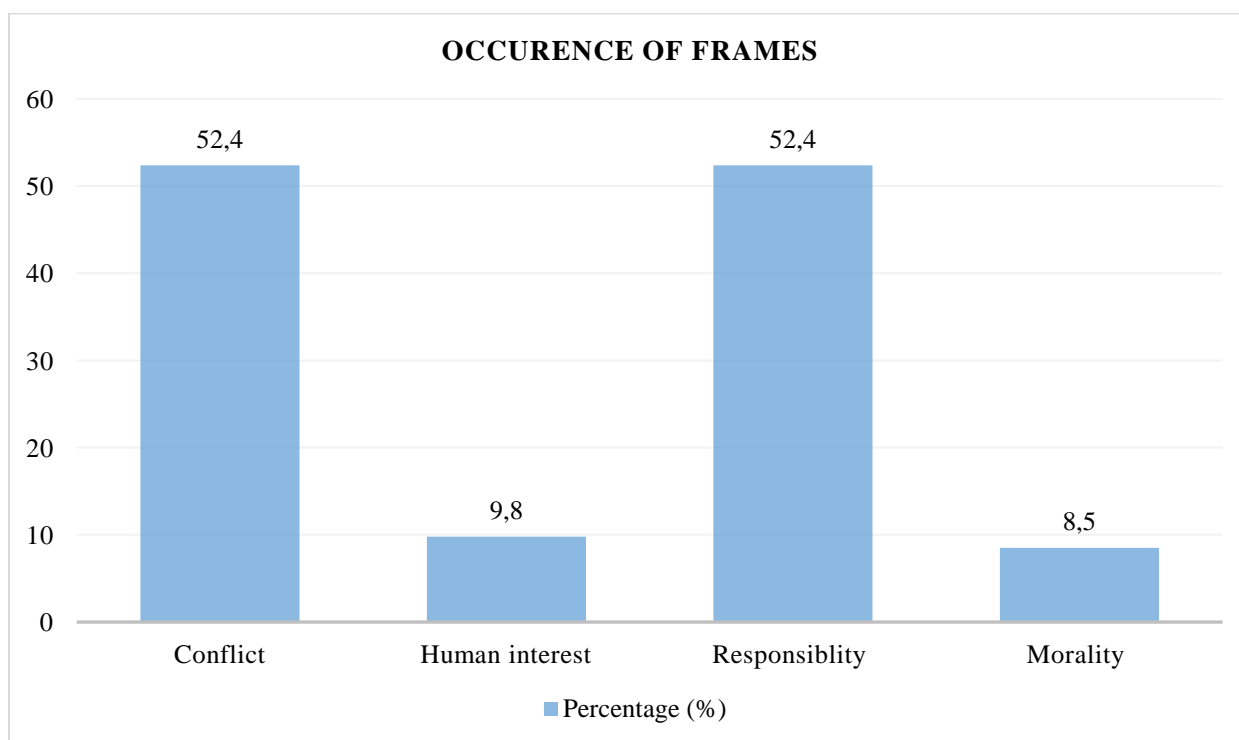 OCCURENCE OF FRAMES
60
50
40
30
20
10
0
52,4
9,8
52,4
8,5
Conflict
Human interest
Responsiblity
Morality
Percentage (%)